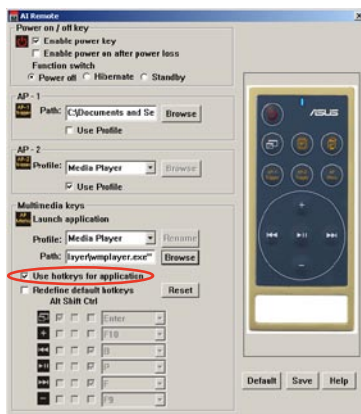 AI Remote
Power on / off key
Enable power key
Enable power on after power loss
Function switch
Power off Hibernate Standby
AP - 1
Path: C:\Documents and Se Browse
Use Profile
AP - 2
Profile: Media Player Browse
Use Profile
Multimedia keys
Launch application
Profile: Media Player Rename
Path: layer\wmplayer.exe" Browse
Use hotkeys for application
Redefine default hotkeys Reset
Alt Shift Ctrl
Enter
F10
B
P
F
F9
ASUS
Default Save Help